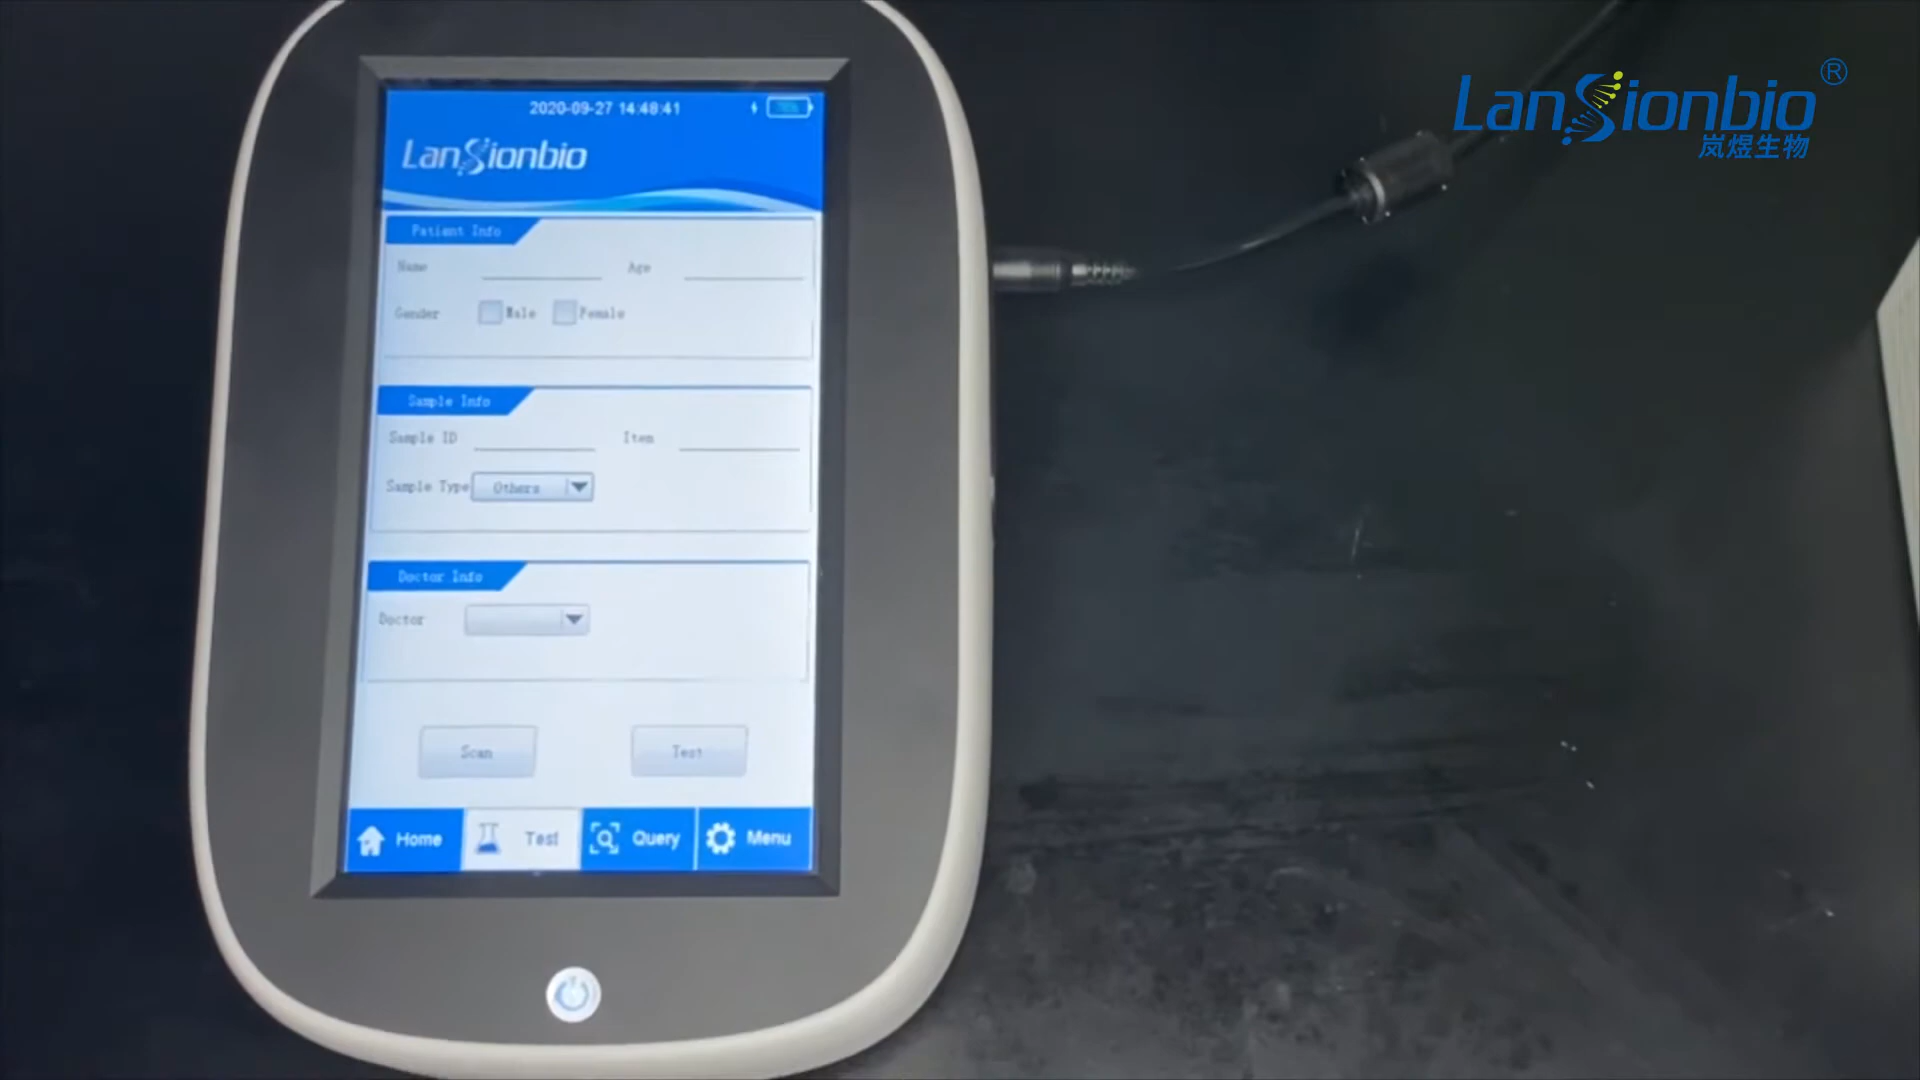 2020-09-27 14:48:41
Lansionbio
Lansionbio®
岚煜生物
Patient Info
Name Age
Gender Male Female
Sample Info
Sample ID Item
Sample Type Others
Doctor Info
Doctor
Scan Test
Home Test Query Menu